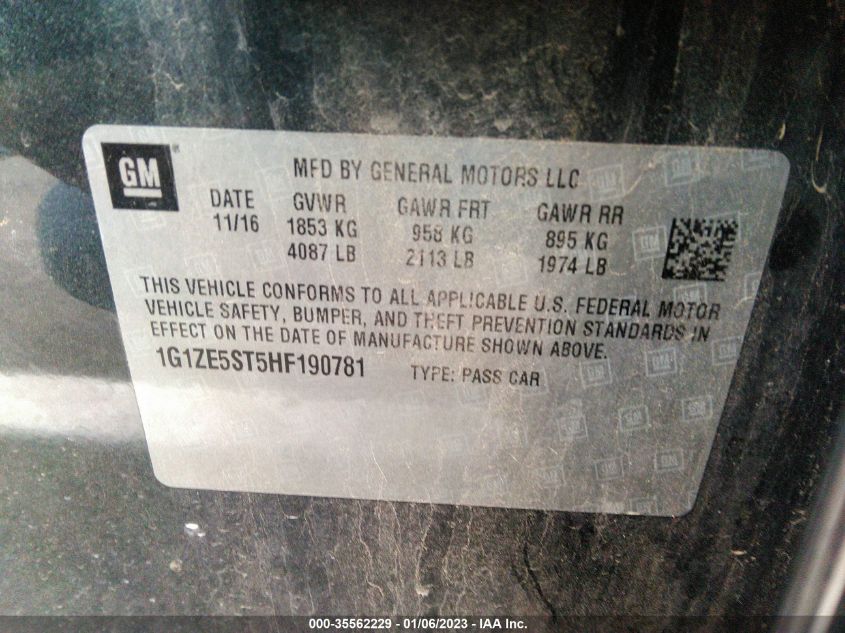 GM
MFD BY GENERAL MOTORS LLC
DATE GVWR GAWR FRT GAWR RR
11/16 1853 KG 958 KG 895 KG
4087 LB 2113 LB 1974 LB
THIS VEHICLE CONFORMS TO ALL APPLICABLE U.S. FEDERAL MOTOR
VEHICLE SAFETY, BUMPER, AND THEFT PREVENTION STANDARDS IN
EFFECT ON THE DATE OF MANUFACTURE SHOWN ABOVE.
1G1ZE5ST5HF190781 TYPE: PASS CAR
000-35562229 - 01/06/2023 - IAA Inc.